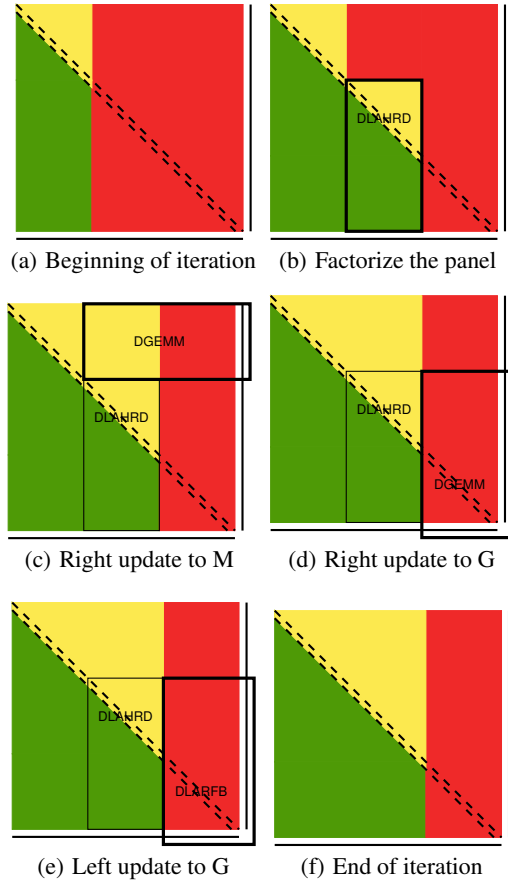 DLAHRD
(a) Beginning of iteration (b) Factorize the panel
DGEMM
DLAHRD
DLAHRD
DGEMM
(c) Right update to M (d) Right update to G
DLAHRD
DLARFB
(e) Left update to G (f) End of iteration